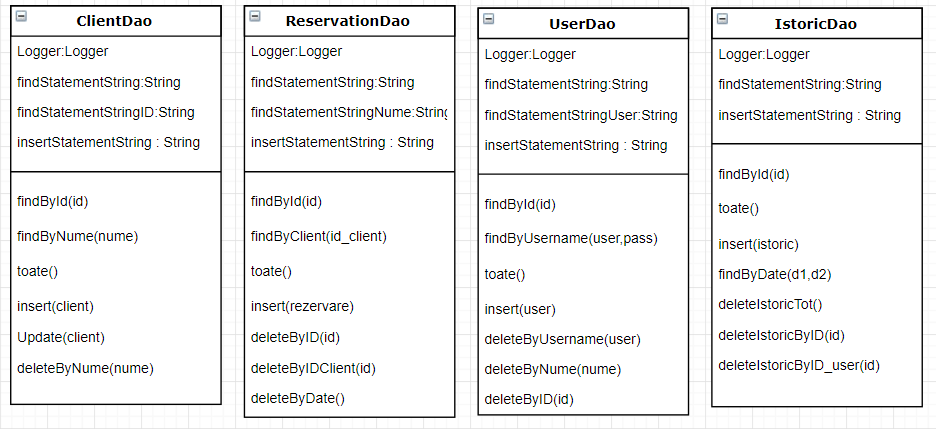 ClientDao
Logger:Logger
findStatementString:String
findStatementStringID:String
insertStatementString : String
findById(id)
findByNume(nume)
toate()
insert(client)
Update(client)
deleteByNume(nume)
ReservationDao
Logger:Logger
findStatementString:String
findStatementStringNume:String
insertStatementString : String
findById(id)
findByClient(id_client)
toate()
insert(rezervare)
deleteByID(id)
deleteByIDClient(id)
deleteByDate()
UserDao
Logger:Logger
findStatementString:String
findStatementStringUser:String
insertStatementString : String
findById(id)
findByUsername(user,pass)
toate()
insert(user)
deleteByUsername(user)
deleteByNume(nume)
deleteByID(id)
IstoricDao
Logger:Logger
findStatementString:String
insertStatementString : String
findById(id)
toate()
insert(istoric)
findByDate(d1,d2)
deleteIstoricTot()
deleteIstoricByID(id)
deleteIstoricByID_user(id)